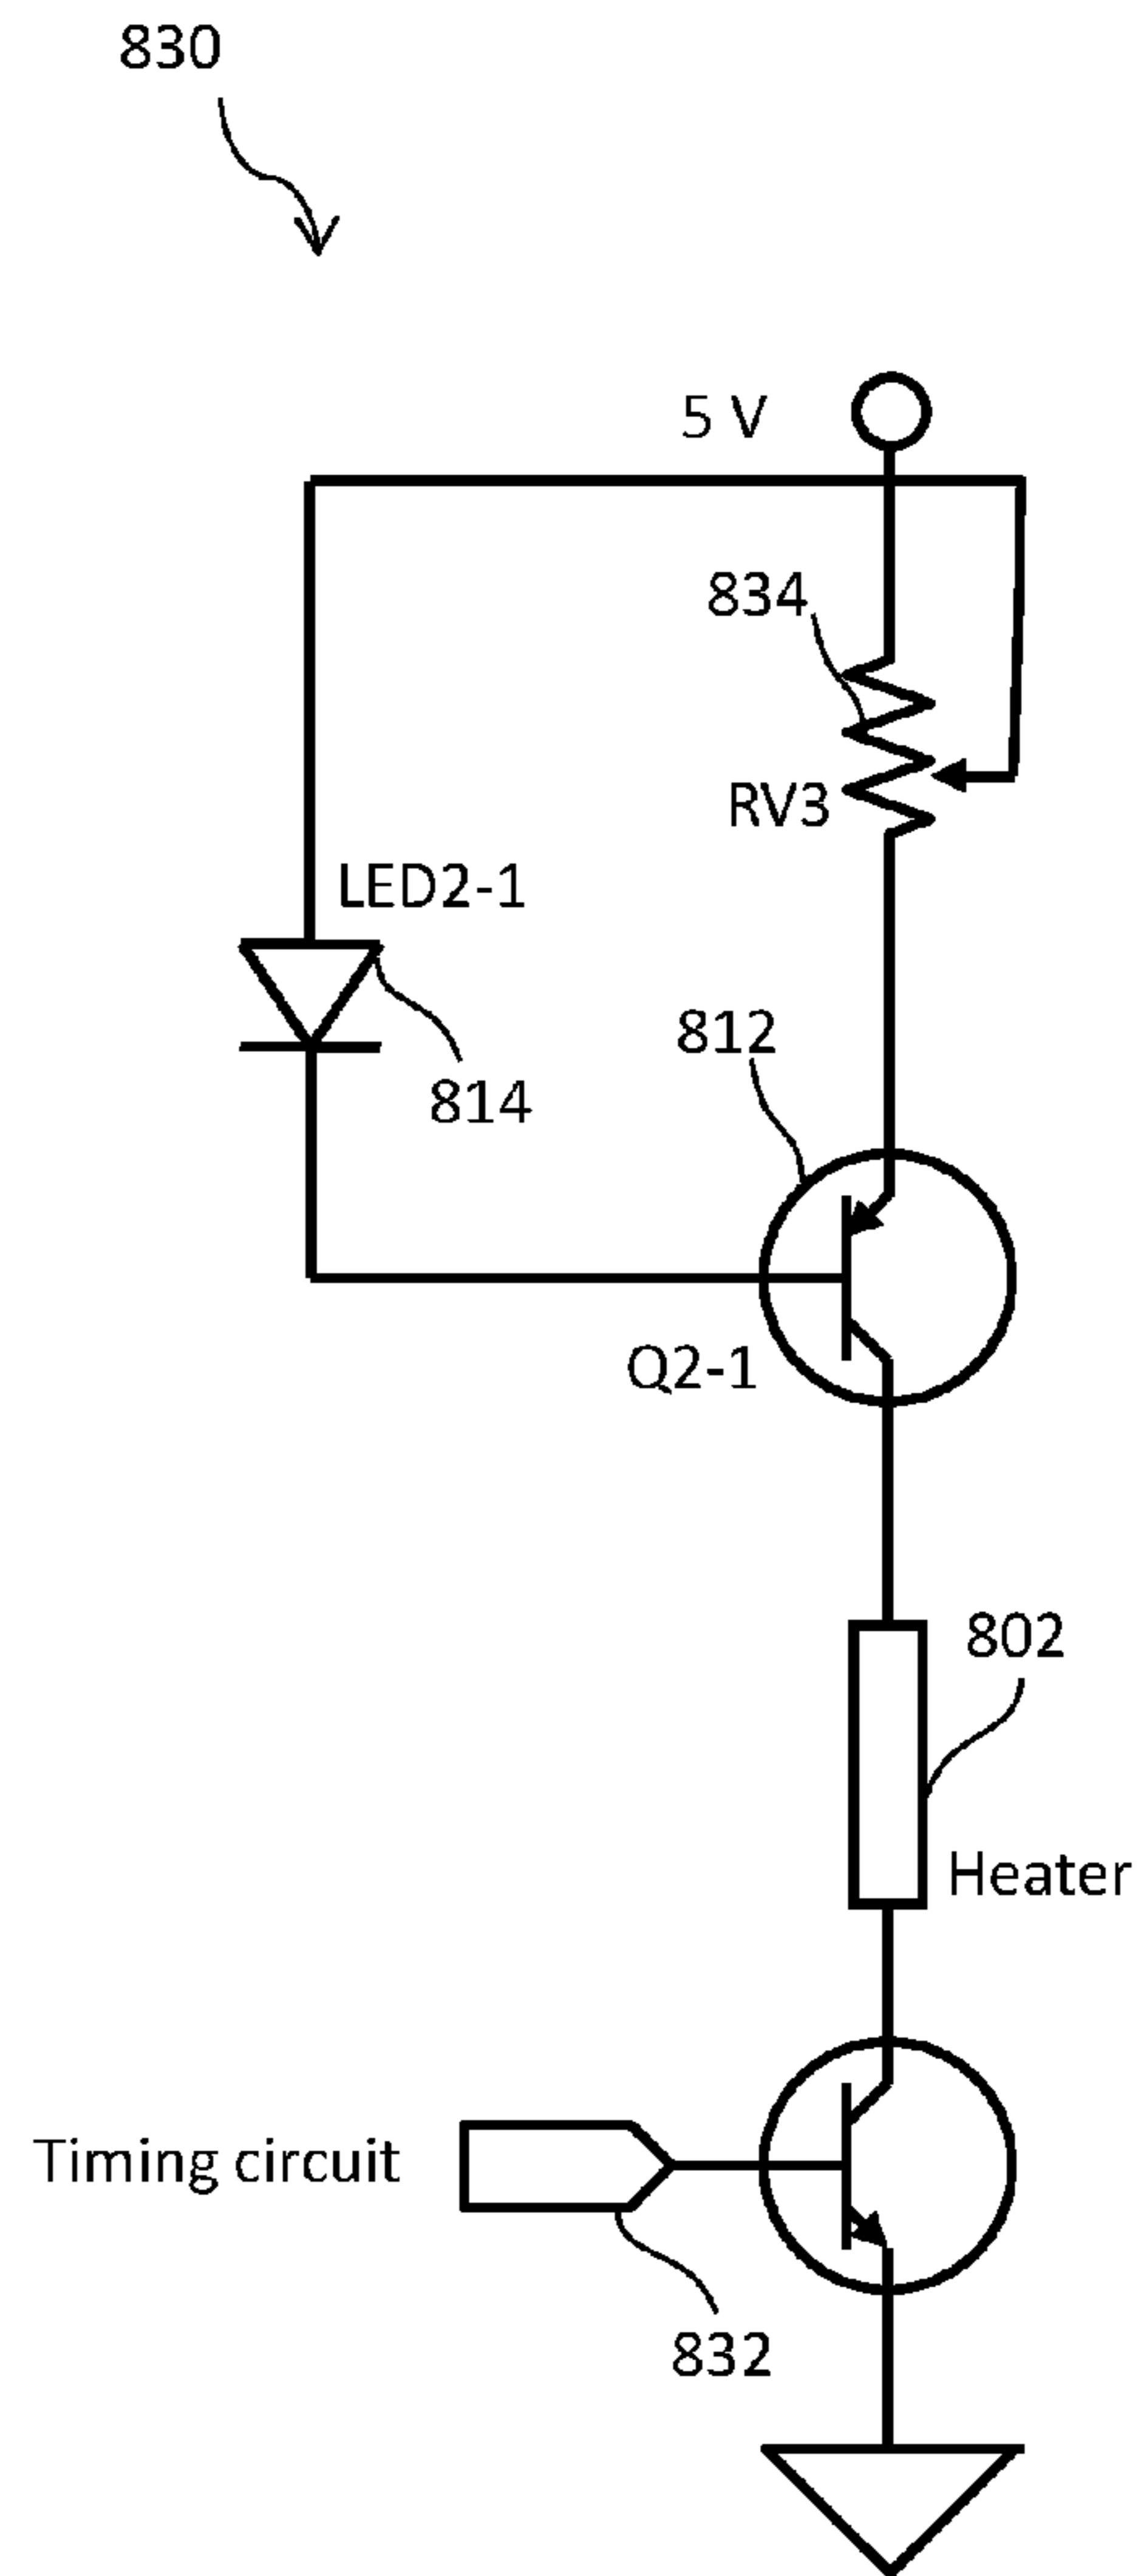 830
5 V
834
RV3
LED2-1
814
812
Q2-1
802
Heater
Timing circuit
832